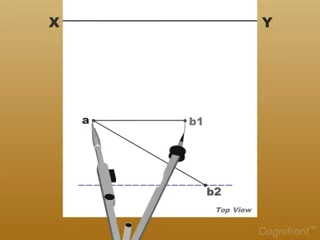 X Y
a b1
b2
Top View
Cognifront™